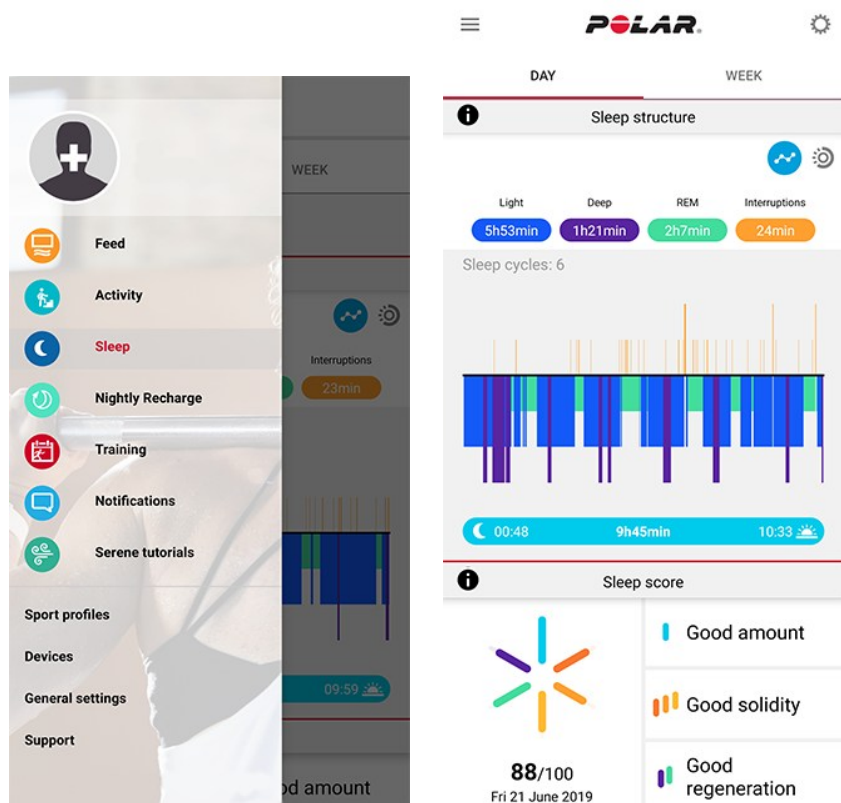 WEEK
Feed
Activity
Interruptions
Sleep
23min
Nightly Recharge
Training
Notifications
Serene tutorials
Sport profiles
Devices
General settings
09:59
Support
od amount
POLAR
DAY WEEK
Sleep structure
Light Deep REM Interruptions
5h53min 1h21min 2h7min 24min
Sleep cycles: 6
00:48 9h45min 10:33
Sleep score
Good amount
Good solidity
Good
regeneration
88/100
Fri 21 June 2019